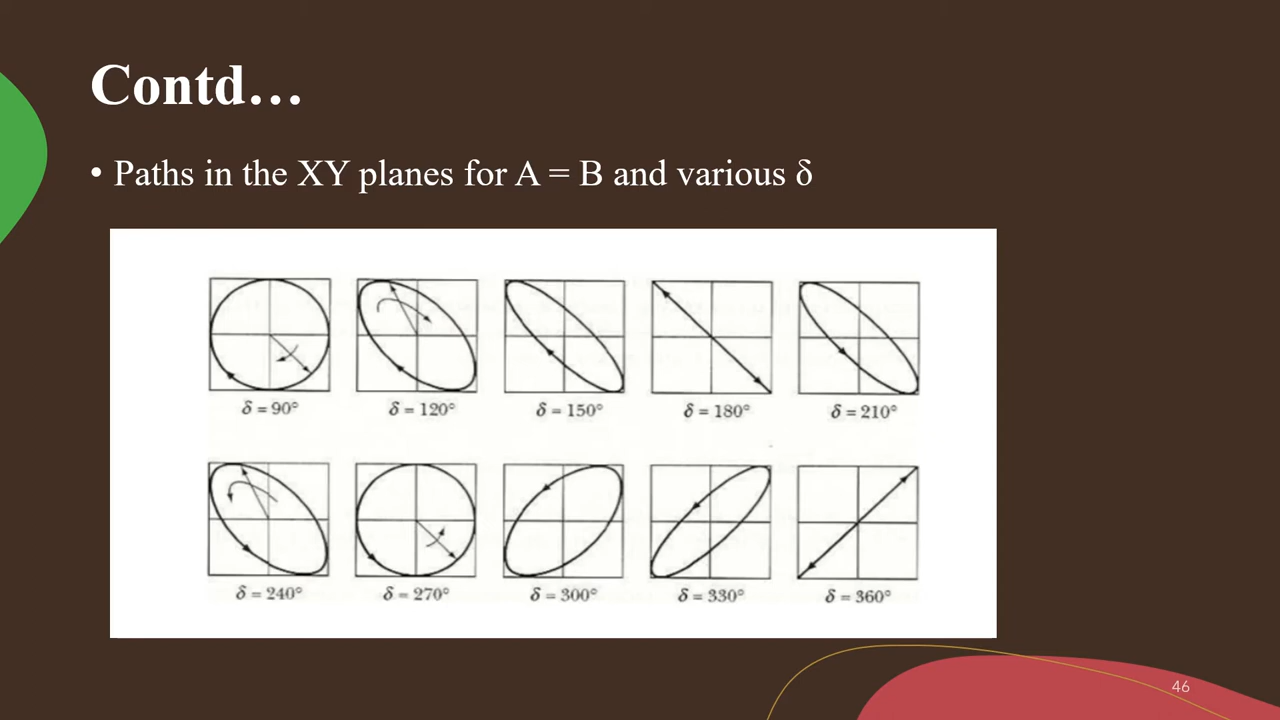 Contd…
• Paths in the XY planes for A = B and various δ
δ = 90° δ = 120° δ = 150° δ = 180° δ = 210°
δ = 240° δ = 270° δ = 300° δ = 330° δ = 360°
46